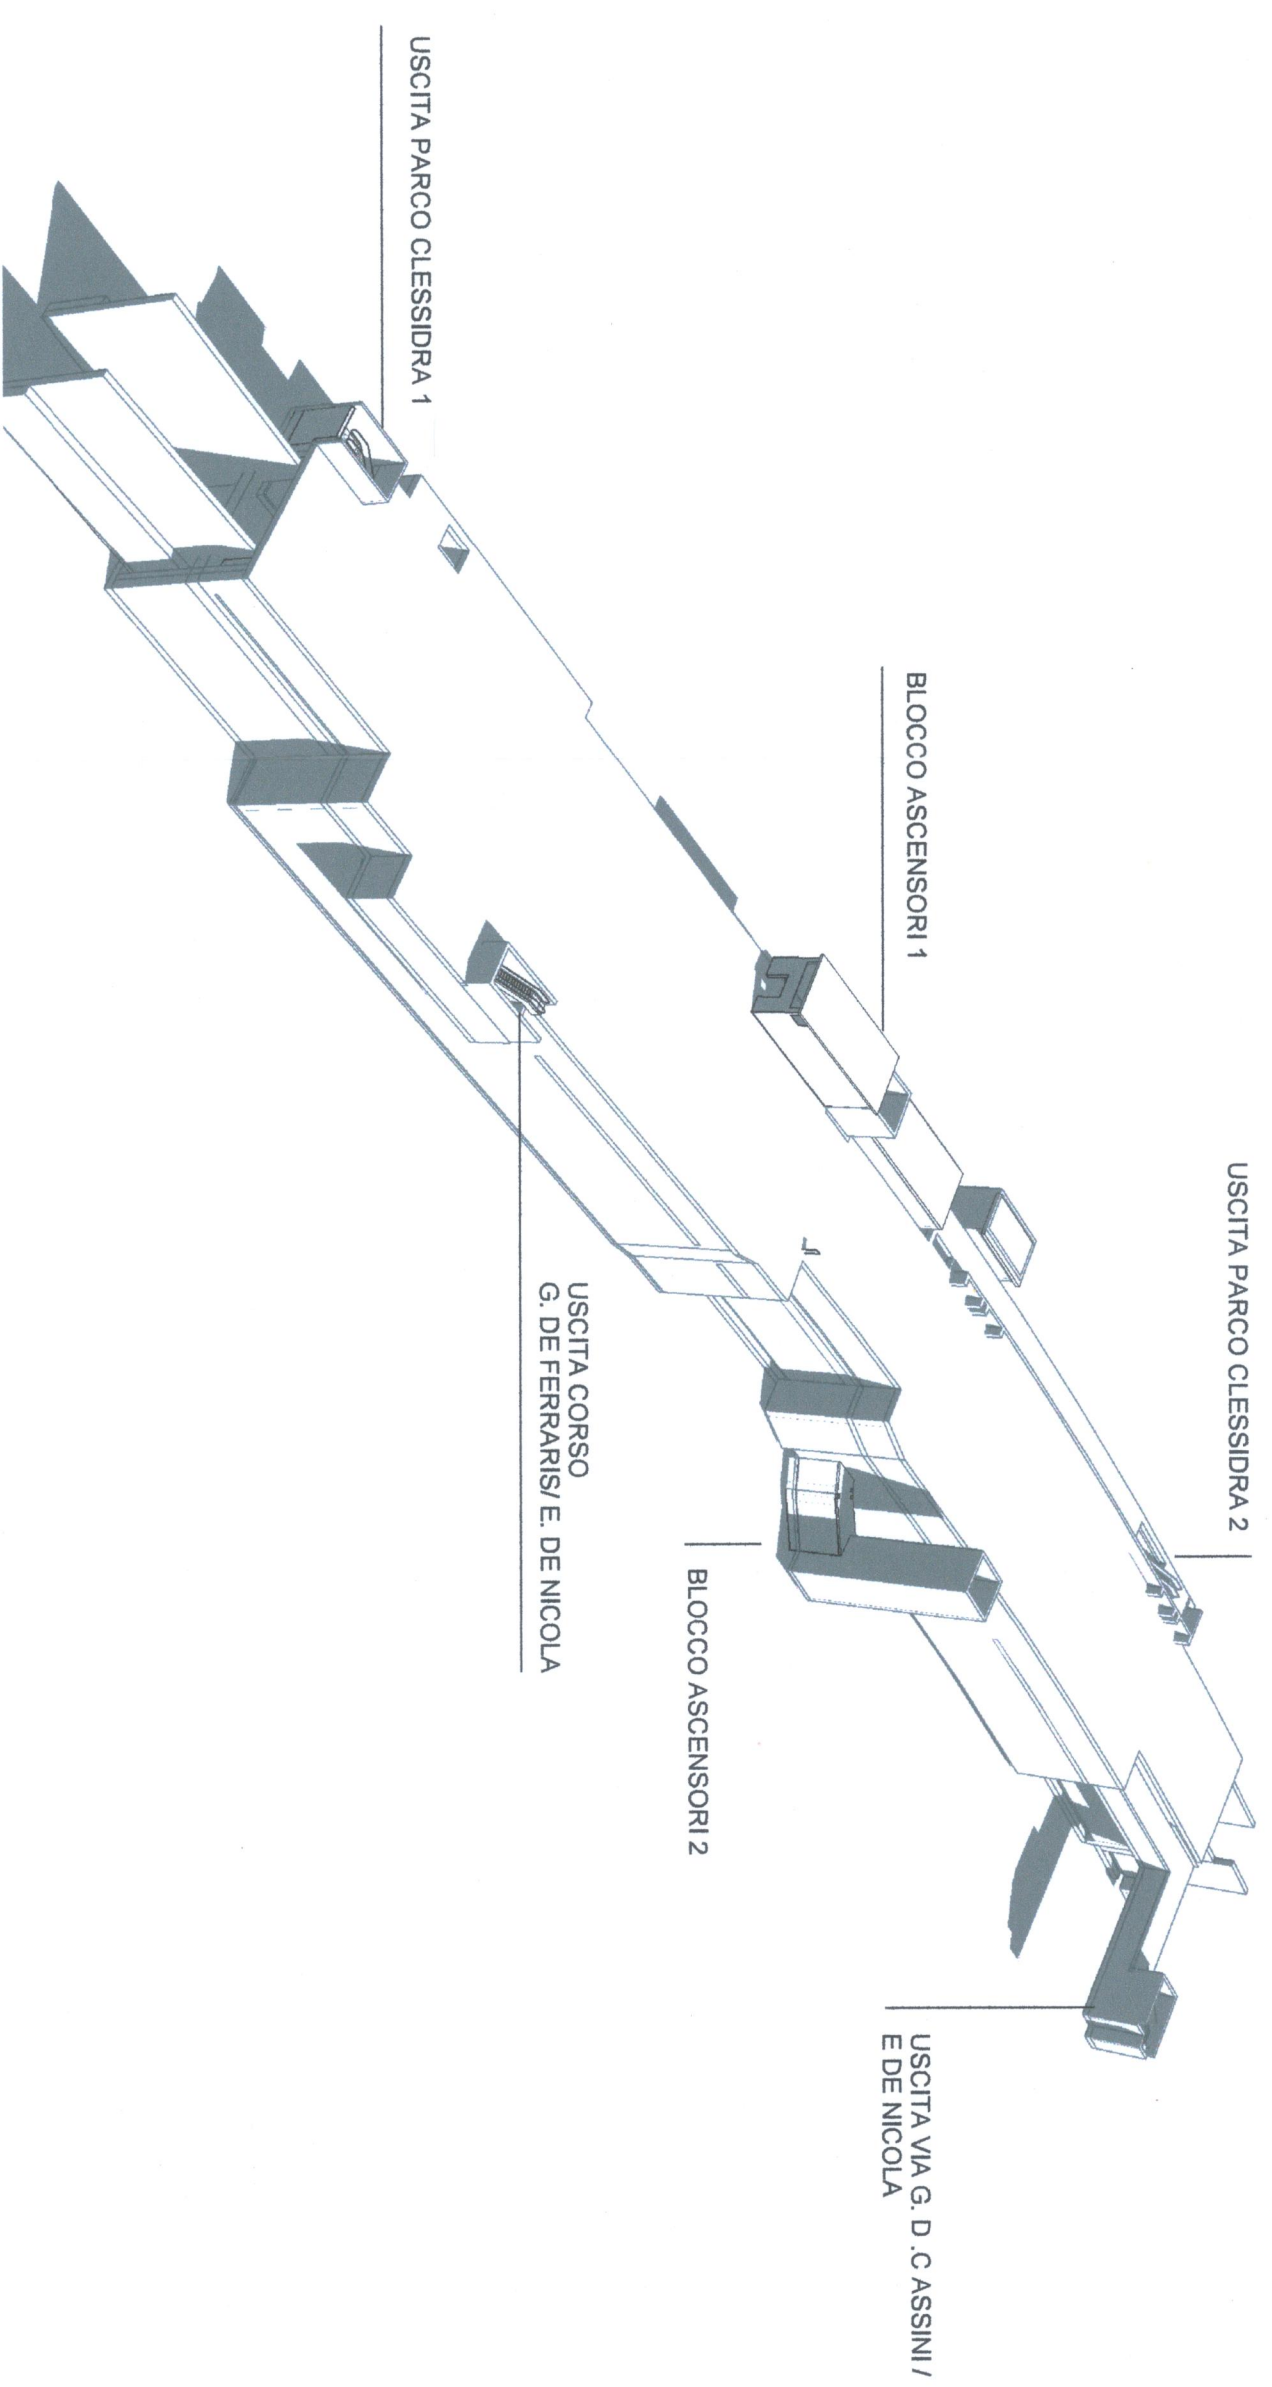 USCITA PARCO CLESSIDRA 1
BLOCCO ASCENSORI 1
USCITA PARCO CLESSIDRA 2
USCITA CORSO
G. DE FERRARIS/ E. DE NICOLA
BLOCCO ASCENSORI 2
USCITA VIA G. D .C ASSINI /
E DE NICOLA